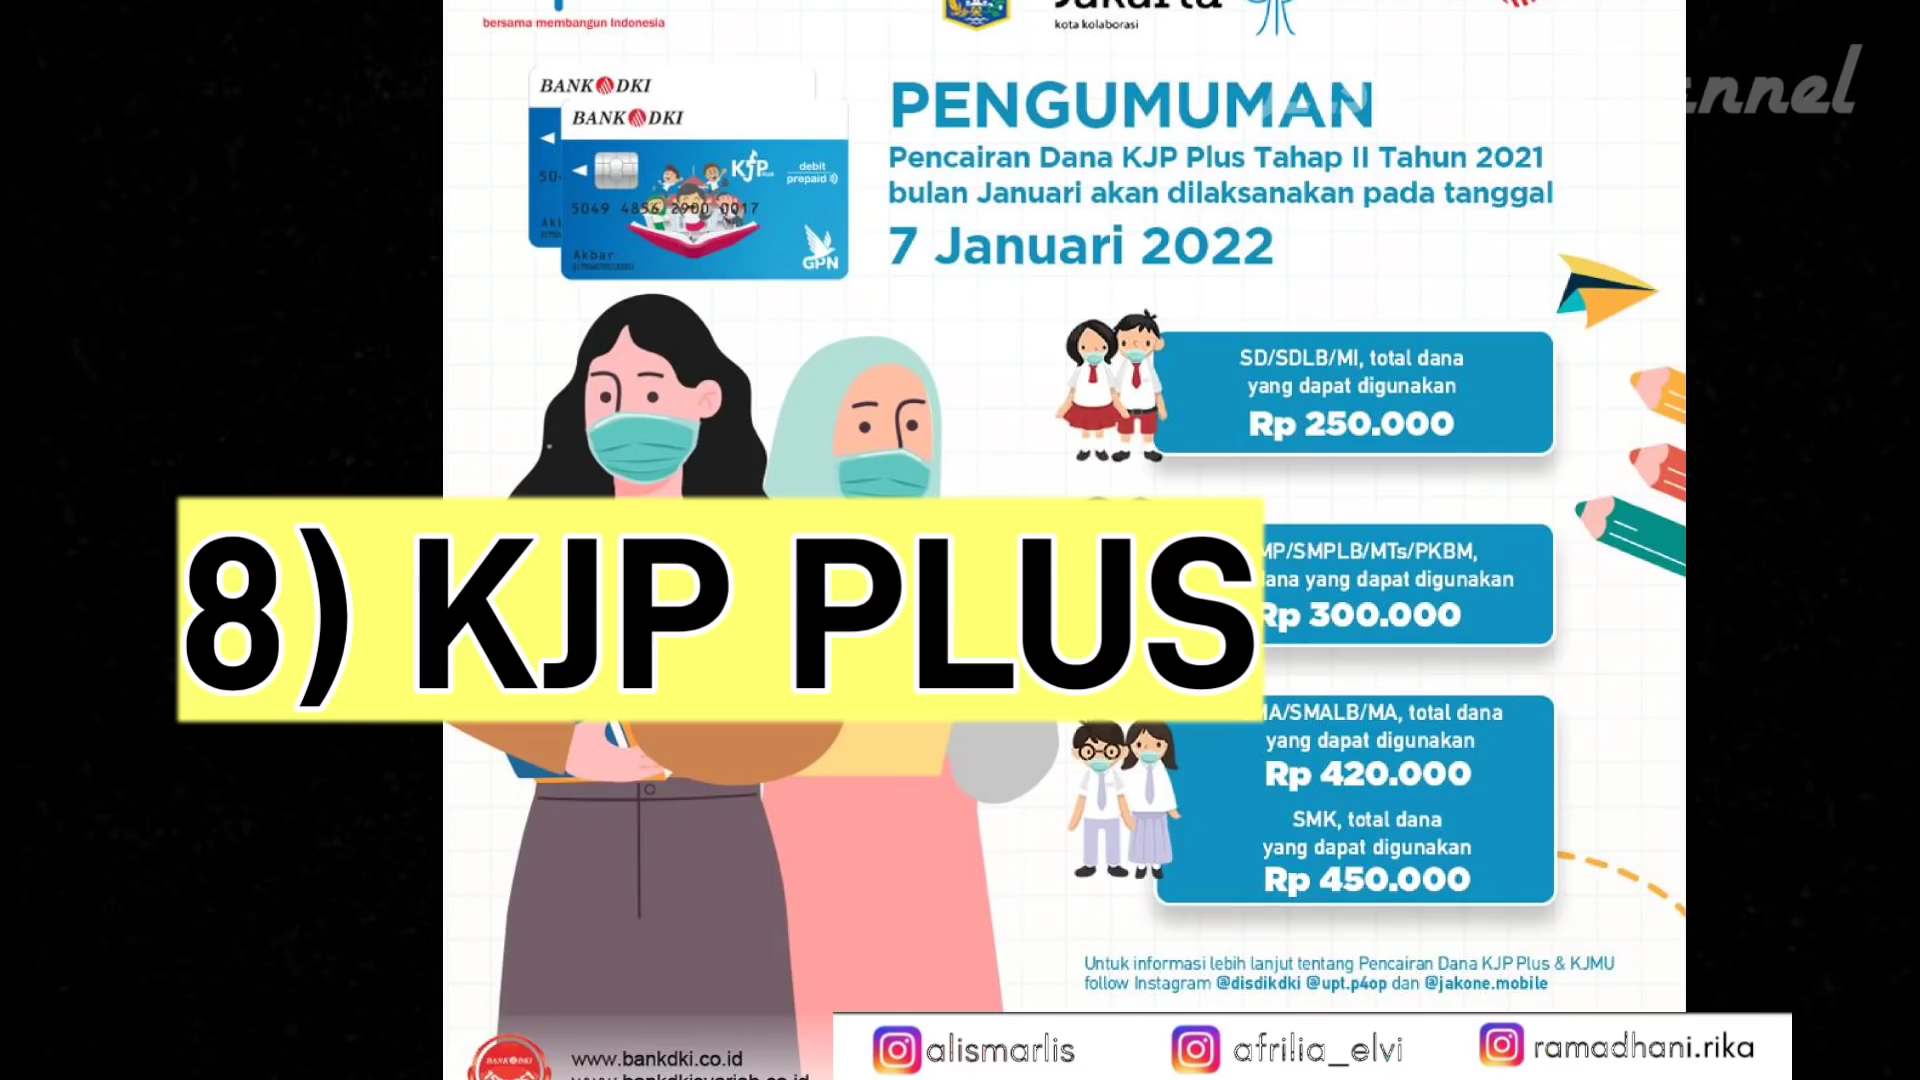 bersama membangun Indonesia
kota kolaborasi
BANK DKI
BANK DKI
KJP PLUS
debit
prepaid
5049 4856 2900 0017
Akbar
GPN
PENGUMUMAN
Pencairan Dana KJP Plus Tahap II Tahun 2021
bulan Januari akan dilaksanakan pada tanggal
7 Januari 2022
SD/SDLB/MI, total dana
yang dapat digunakan
Rp 250.000
8) KJP PLUS
MP/SMPLB/MTs/PKBM,
dana yang dapat digunakan
Rp 300.000
MA/SMALB/MA, total dana
yang dapat digunakan
Rp 420.000
SMK, total dana
yang dapat digunakan
Rp 450.000
Untuk informasi lebih lanjut tentang Pencairan Dana KJP Plus & KJMU
follow Instagram @disdikdki @upt.p4op dan @jakone.mobile
www.bankdki.co.id
alismarlis
afrilia_elvi
ramadhani.rika